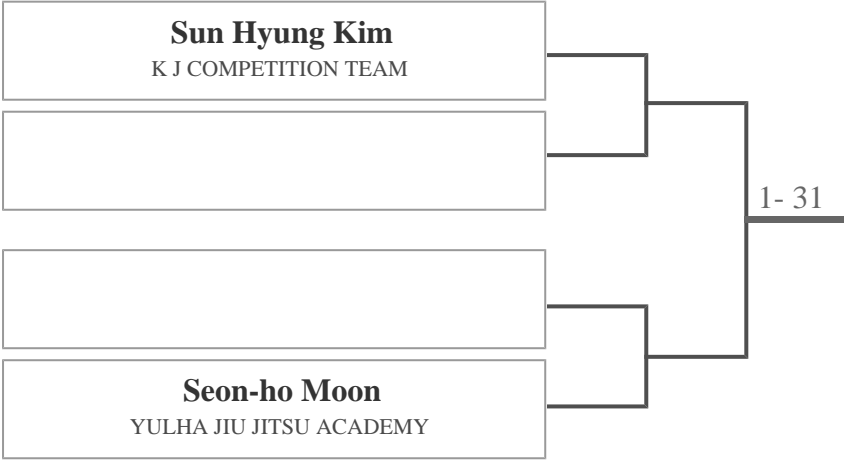 Sun Hyung Kim
K J COMPETITION TEAM
1- 31
Seon-ho Moon
YULHA JIU JITSU ACADEMY